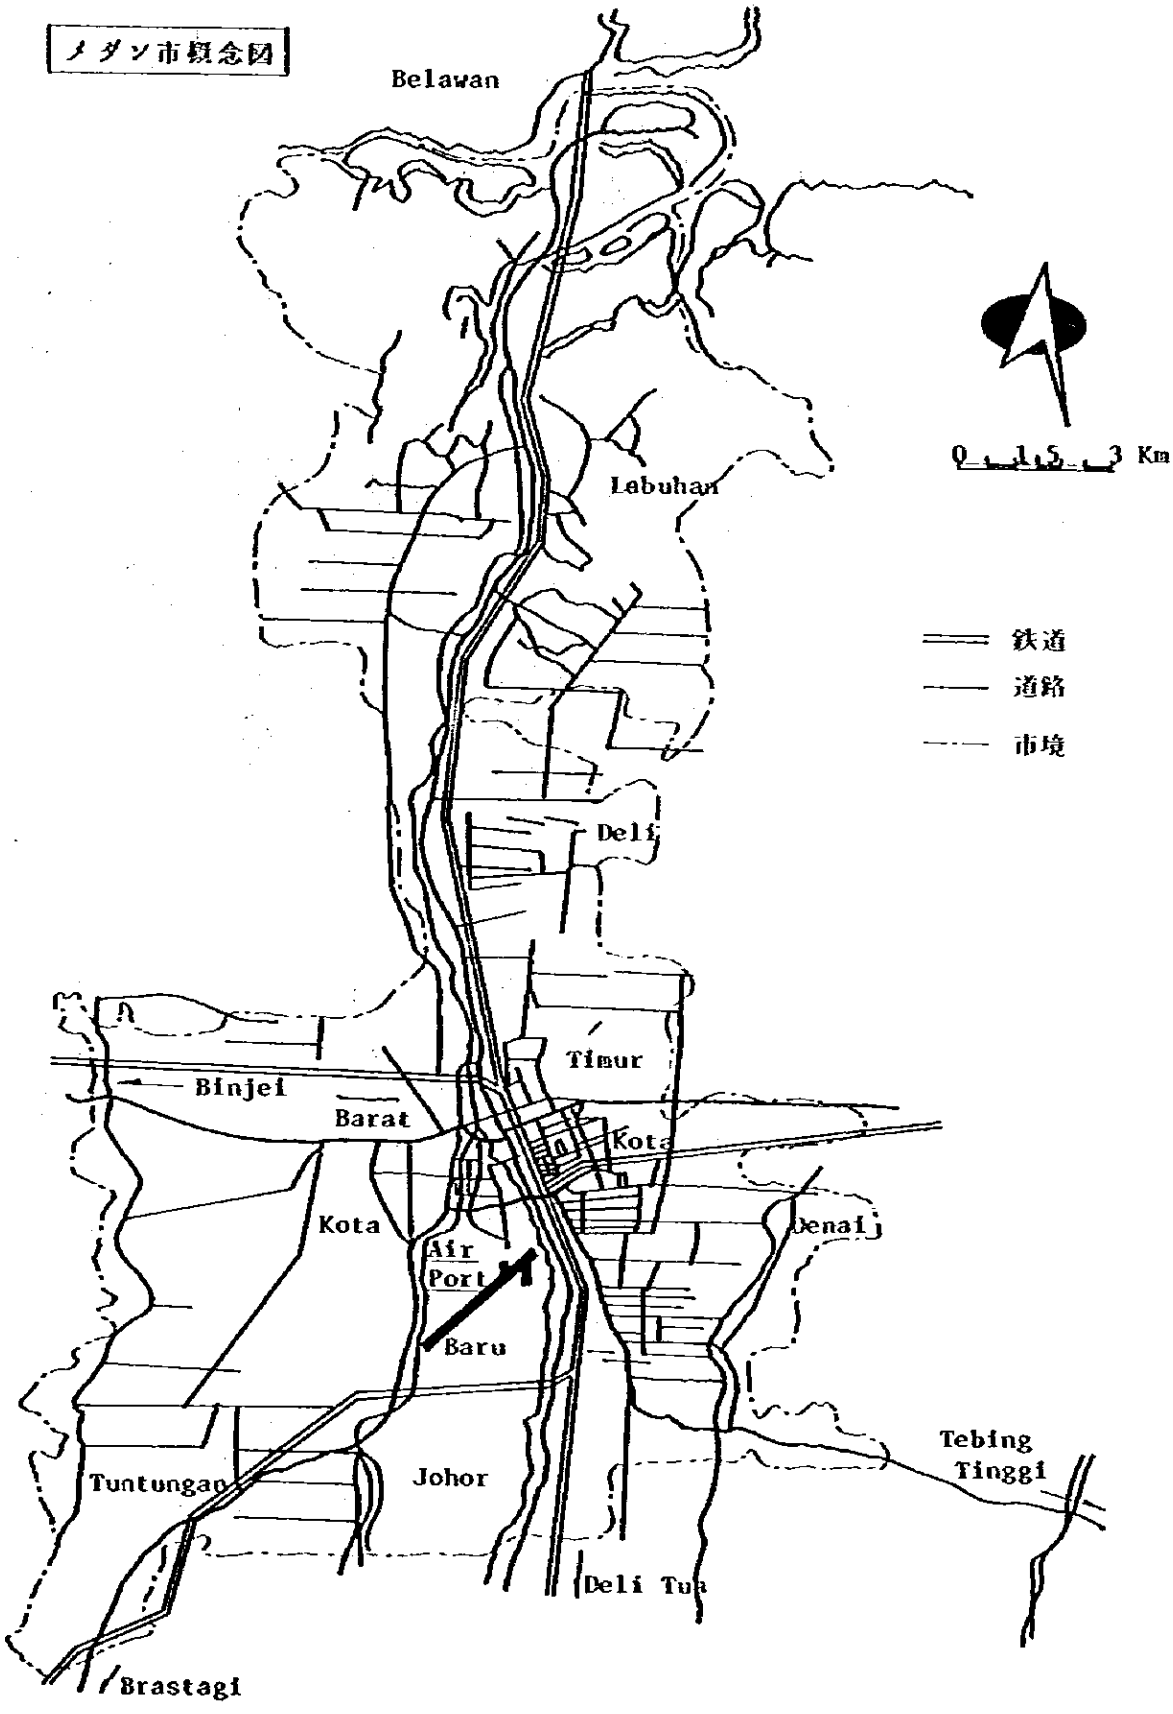 メダン市概念図
Belawan
0 1.5 3 Km
Labuhan
鉄道
道路
市境
Deli
Timur
Binjei
Barat
Kota
Kota
Denai
Air
Port
Baru
Tebing
Tinggi
Tuntungan
Johor
Deli Tua
Brastagi